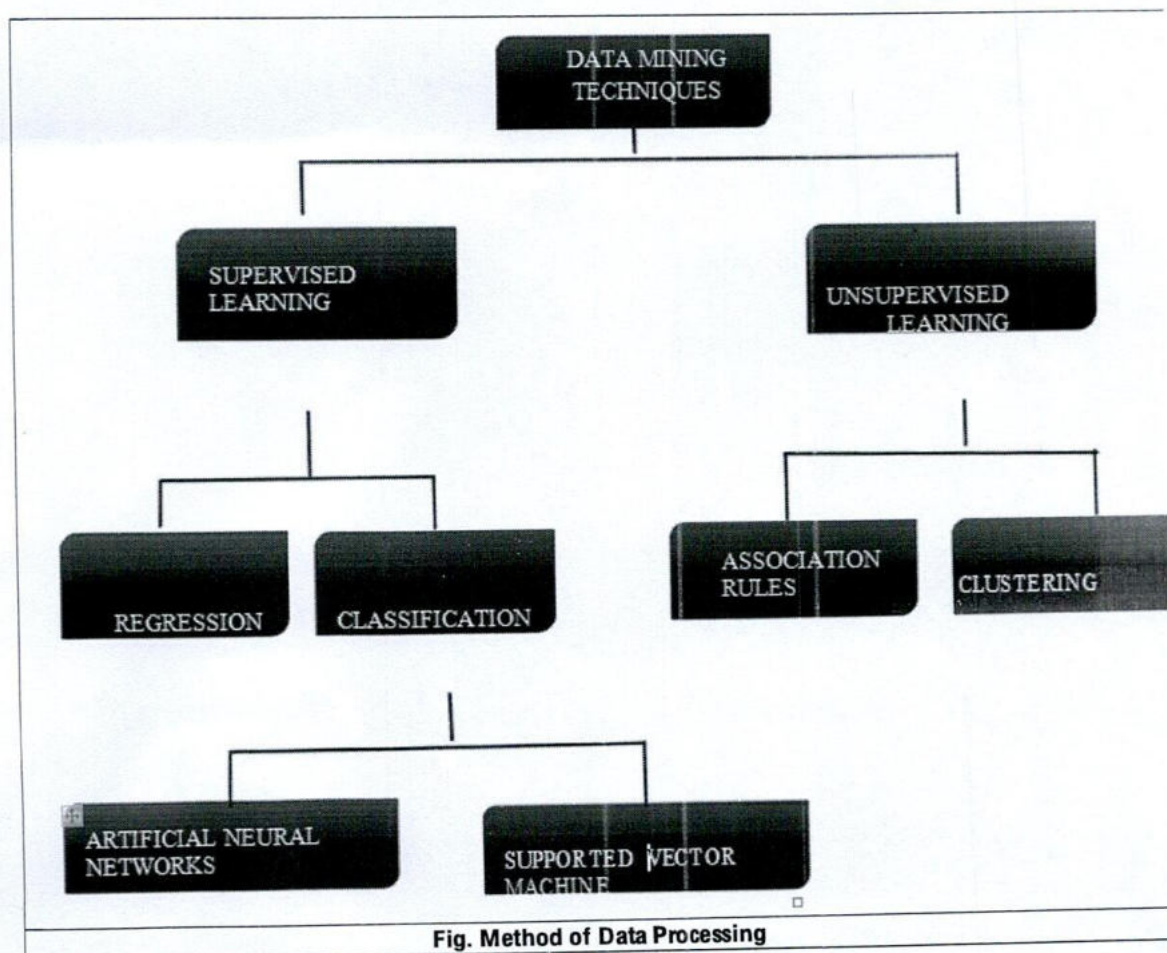 DATA MINING
TECHNIQUES
SUPERVISED
LEARNING
UNSUPERVISED
LEARNING
REGRESSION
CLASSIFICATION
ASSOCIATION
RULES
CLUSTERING
ARTIFICIAL NEURAL
NETWORKS
SUPPORTED VECTOR
MACHINE
Fig. Method of Data Processing